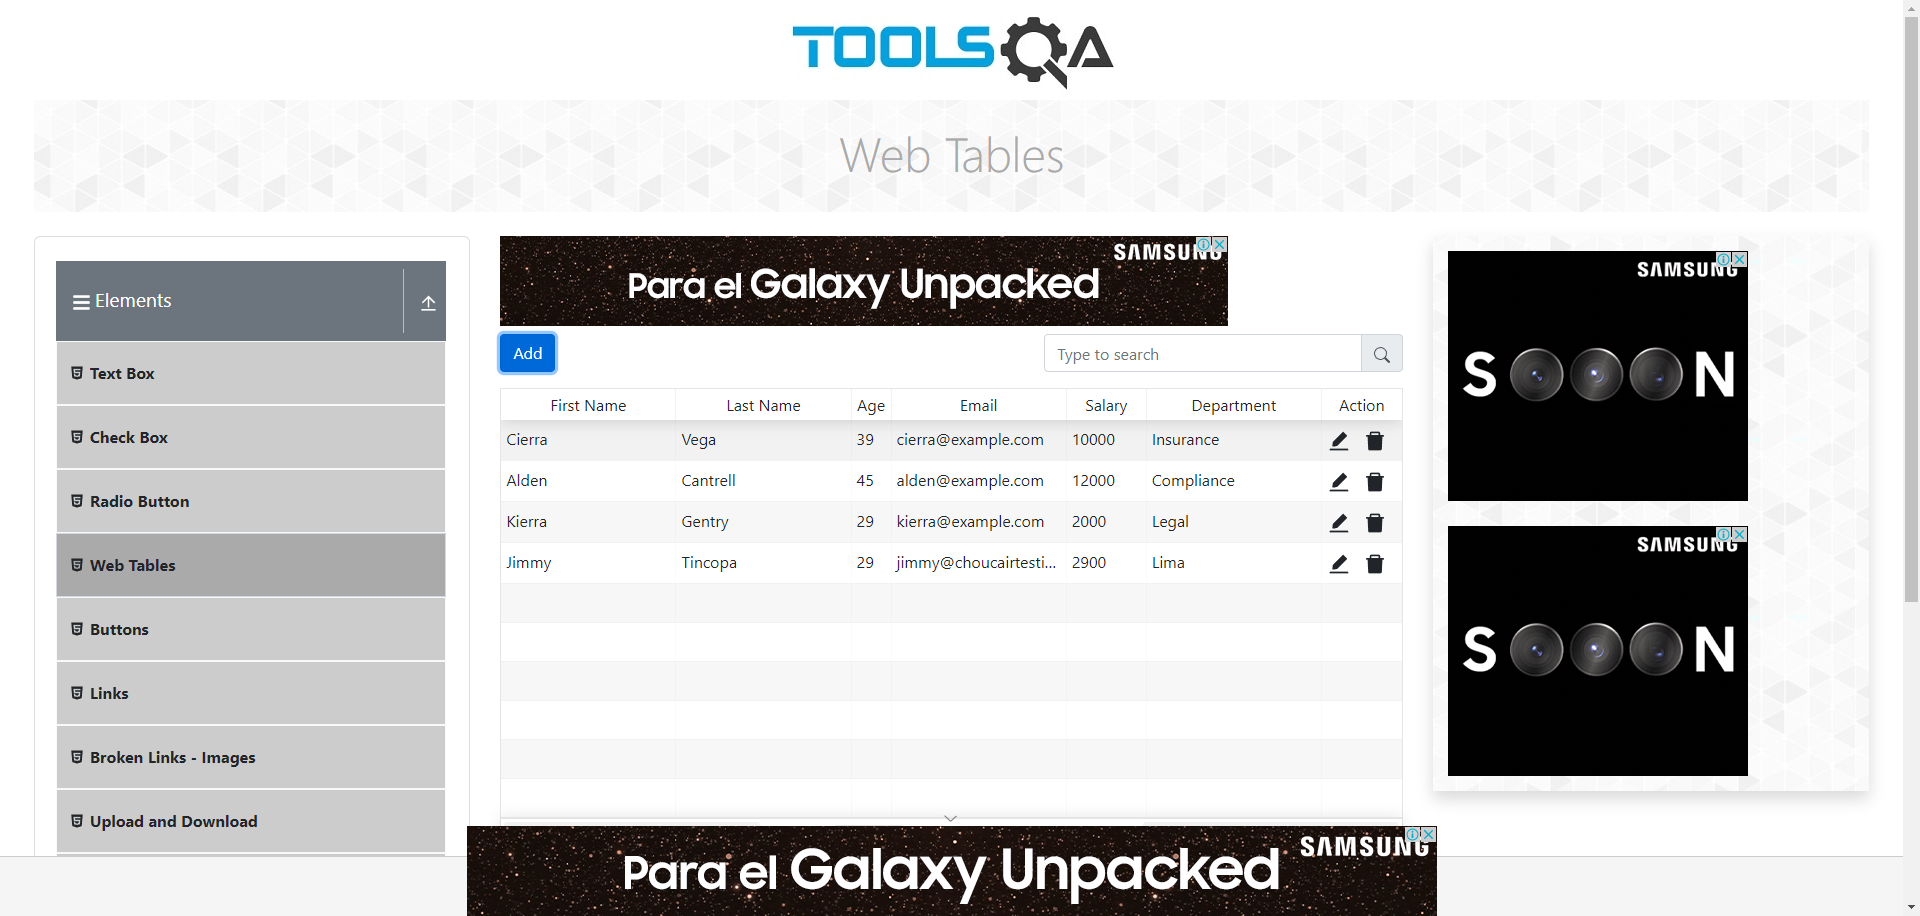 TOOLSQA
Web Tables
Elements
Text Box
Check Box
Radio Button
Web Tables
Buttons
Links
Broken Links - Images
Upload and Download
SAMSUNG
Para el Galaxy Unpacked
Add
Type to search
First Name Last Name Age Email Salary Department Action
Cierra Vega 39 cierra@example.com 10000 Insurance
Alden Cantrell 45 alden@example.com 12000 Compliance
Kierra Gentry 29 kierra@example.com 2000 Legal
Jimmy Tincopa 29 jimmy@choucairtesti... 2900 Lima
SAMSUNG
SOOON
SAMSUNG
SOOON
SAMSUNG
Para el Galaxy Unpacked